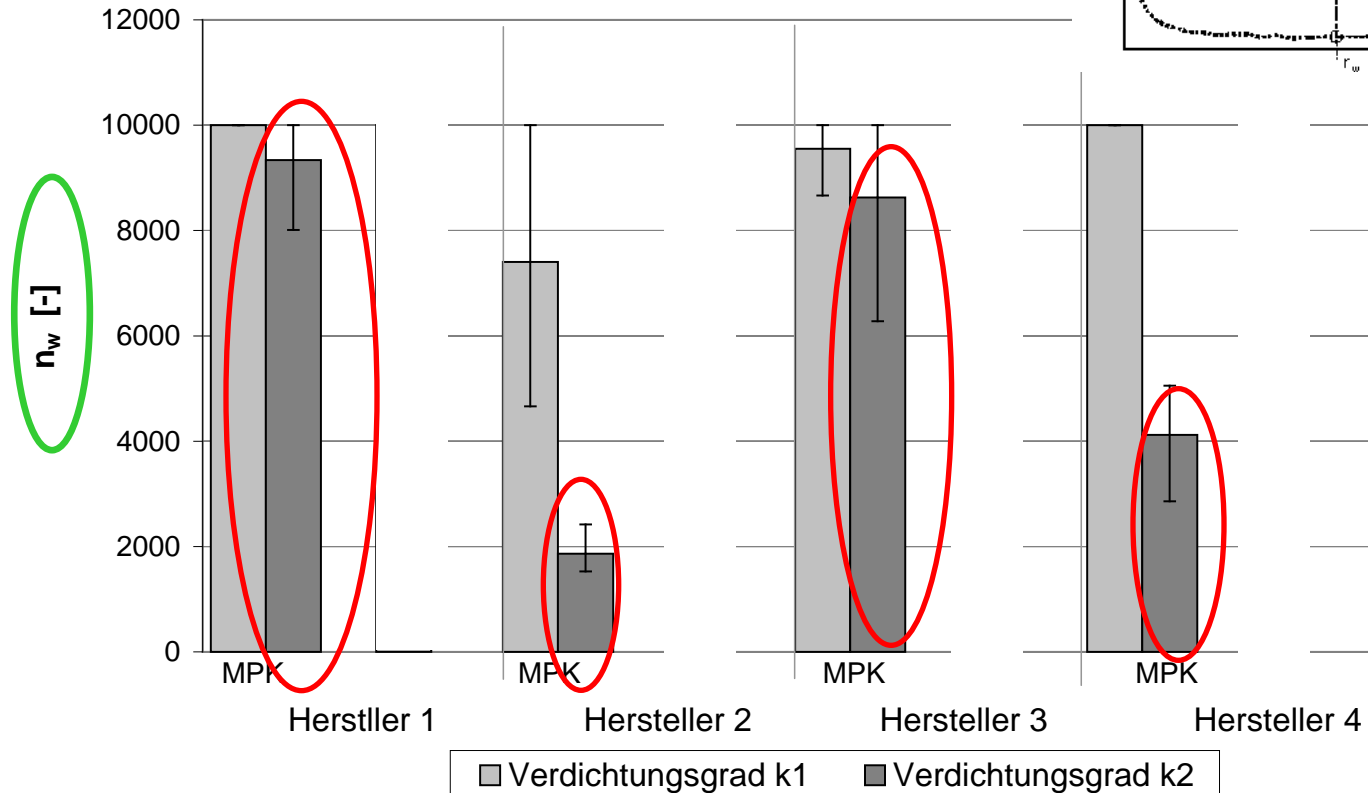 12000
r w
10000
8000
6000
4000
2000
0
n w [-]
MPK MPK MPK MPK
Herstller 1 Hersteller 2 Hersteller 3 Hersteller 4
Verdichtungsgrad k1 Verdichtungsgrad k2